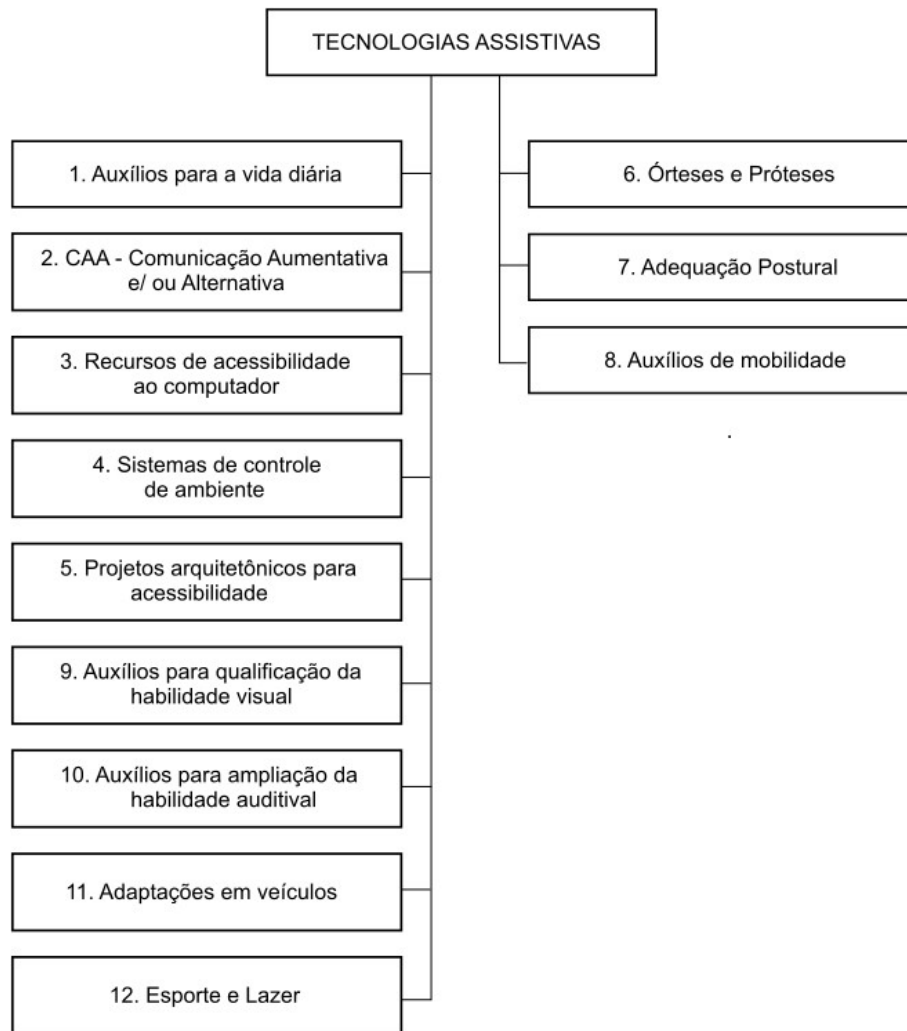 TECNOLOGIAS ASSISTIVAS
1. Auxílios para a vida diária
2. CAA - Comunicação Aumentativa
e/ ou Alternativa
3. Recursos de acessibilidade
ao computador
4. Sistemas de controle
de ambiente
5. Projetos arquitetônicos para
acessibilidade
9. Auxílios para qualificação da
habilidade visual
10. Auxílios para ampliação da
habilidade auditival
11. Adaptações em veículos
12. Esporte e Lazer
6. Órteses e Próteses
7. Adequação Postural
8. Auxílios de mobilidade
.